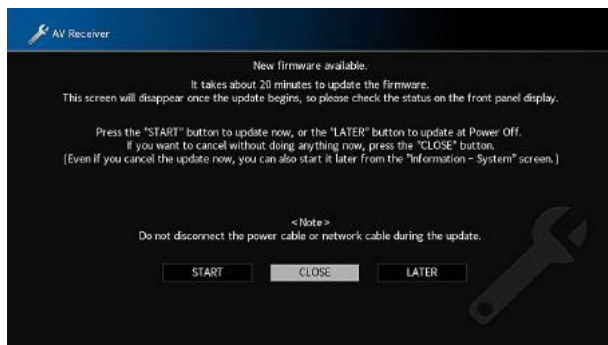 AV Receiver
New firmware available.
It takes about 20 minutes to update the firmware.
This screen will disappear once the update begins, so please check the status on the front panel display.
Press the "START" button to update now, or the "LATER" button to update at Power Off.
If you want to cancel without doing anything now, press the "CLOSE" button.
(Even if you cancel the update now, you can also start it later from the "Information - System" screen.)
<Note>
Do not disconnect the power cable or network cable during the update.
START CLOSE LATER